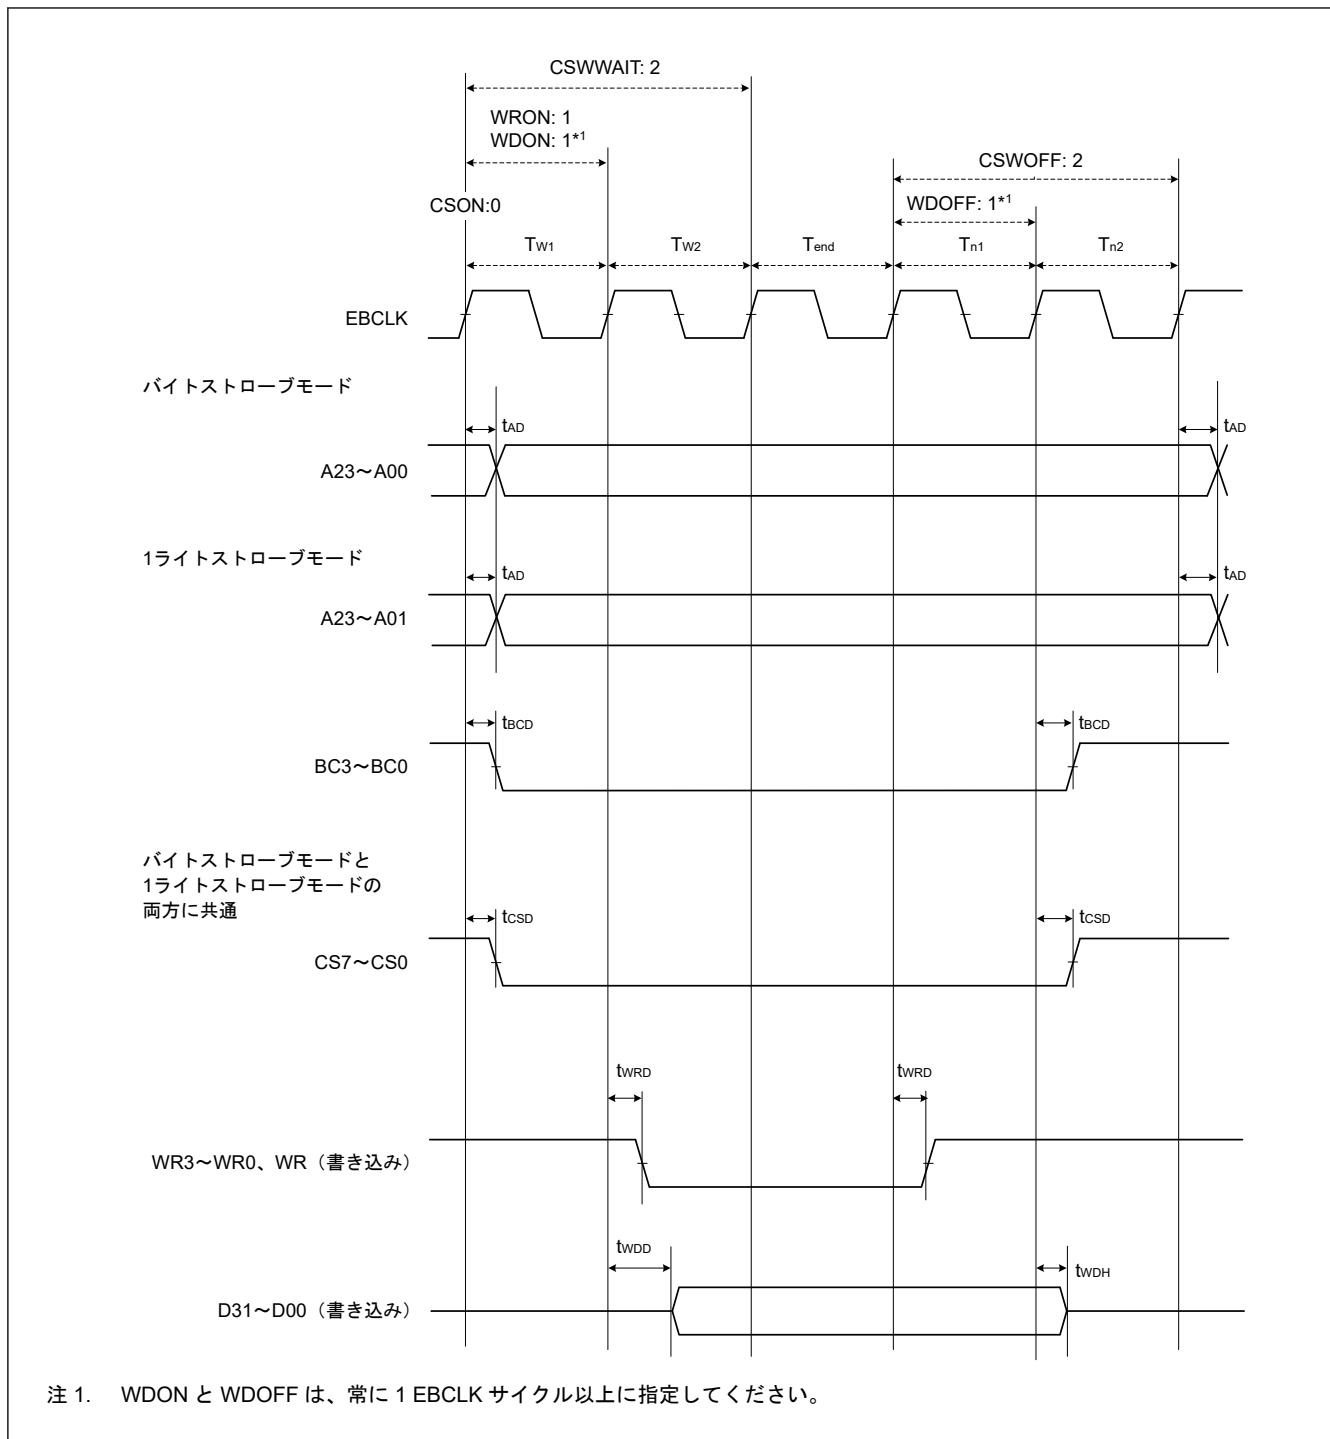 CSWWAIT: 2
WRON: 1
WDON: 1*1
CSWOFF: 2
WDOFF: 1*1
CSON:0
TW1
TW2
Tend
Tn1
Tn2
EBCLK
バイトストローブモード
tAD
tAD
A23～A00
1ライトストローブモード
tAD
tAD
A23～A01
tBCD
tBCD
BC3～BC0
バイトストローブモードと
1ライトストローブモードの
両方に共通
tCSD
tCSD
CS7～CS0
tWRD
tWRD
WR3～WR0、WR（書き込み）
tWDD
tWDH
D31～D00（書き込み）
注 1. WDON と WDOFF は、常に 1 EBCLK サイクル以上に指定してください。